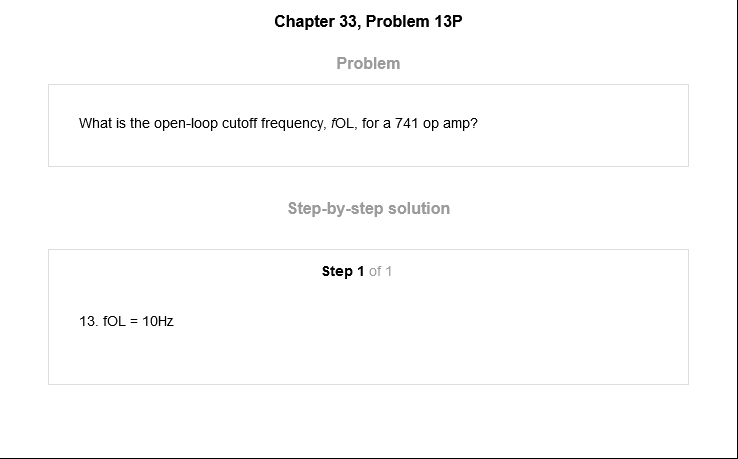 Chapter 33, Problem 13P
Problem
What is the open-loop cutoff frequency, fOL, for a 741 op amp?
Step-by-step solution
Step 1 of 1
13. fOL = 10Hz